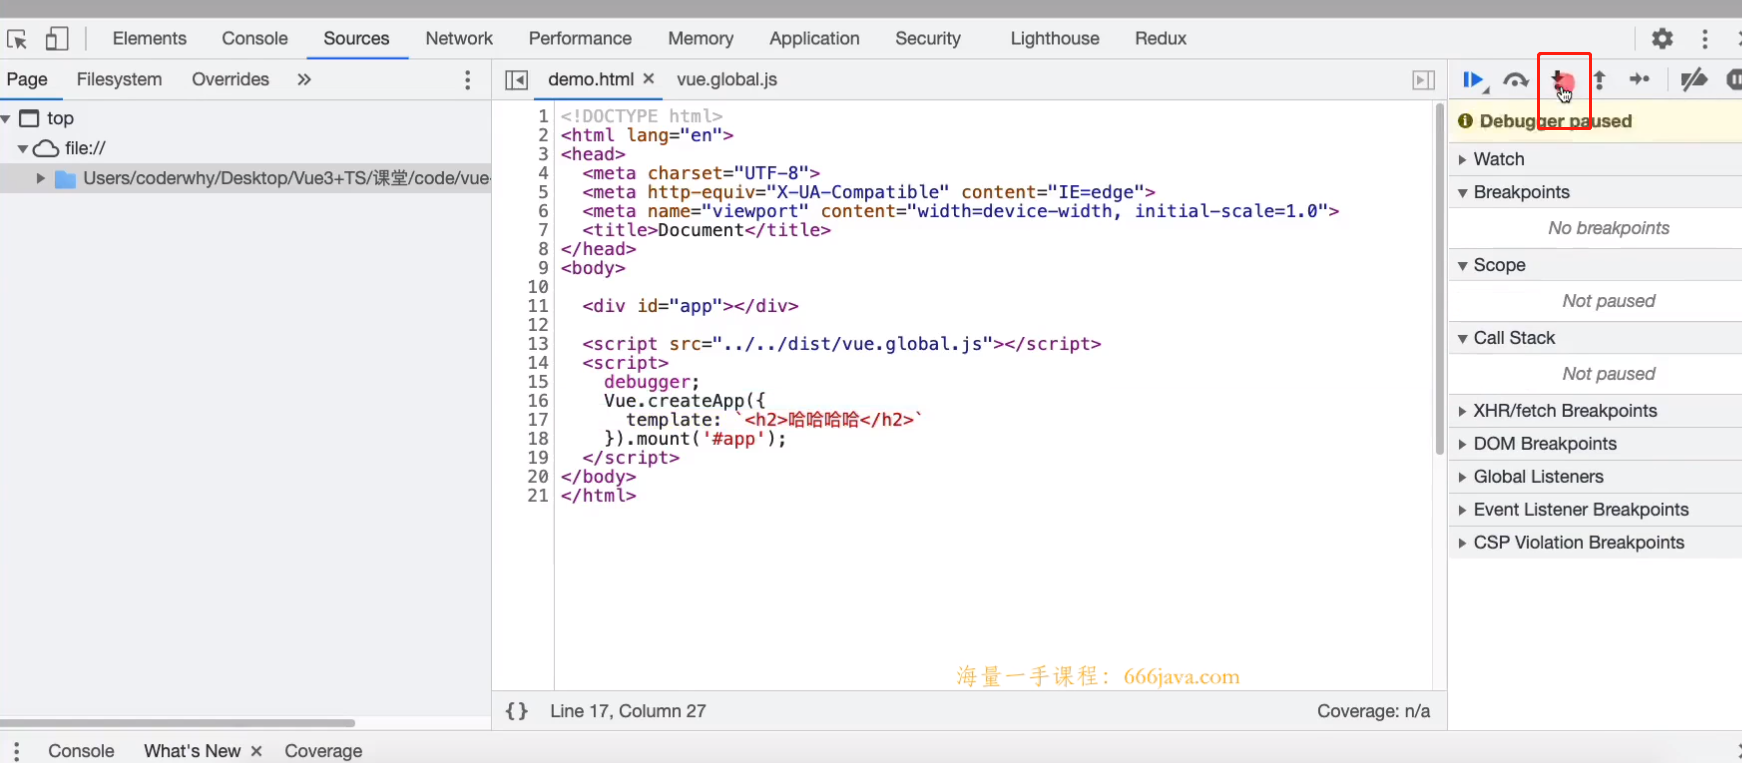 Elements Console Sources Network Performance Memory Application Security Lighthouse Redux
Page Filesystem Overrides »
demo.html × vue.global.js
top
file://
Users/coderwhy/Desktop/Vue3+TS/课堂/code/vue-
1 <!DOCTYPE html>
2 <html lang="en">
3 <head>
4 <meta charset="UTF-8">
5 <meta http-equiv="X-UA-Compatible" content="IE=edge">
6 <meta name="viewport" content="width=device-width, initial-scale=1.0">
7 <title>Document</title>
8 </head>
9 <body>
10
11 <div id="app"></div>
12
13 <script src="../../dist/vue.global.js"></script>
14 <script>
15 debugger;
16 Vue.createApp({
17 template: `<h2>哈哈哈哈</h2>`
18 }).mount('#app');
19 </script>
20 </body>
21 </html>
海量一手课程：666java.com
{} Line 17, Column 27
Coverage: n/a
Debugger paused
Watch
Breakpoints
No breakpoints
Scope
Not paused
Call Stack
Not paused
XHR/fetch Breakpoints
DOM Breakpoints
Global Listeners
Event Listener Breakpoints
CSP Violation Breakpoints
Console What's New × Coverage